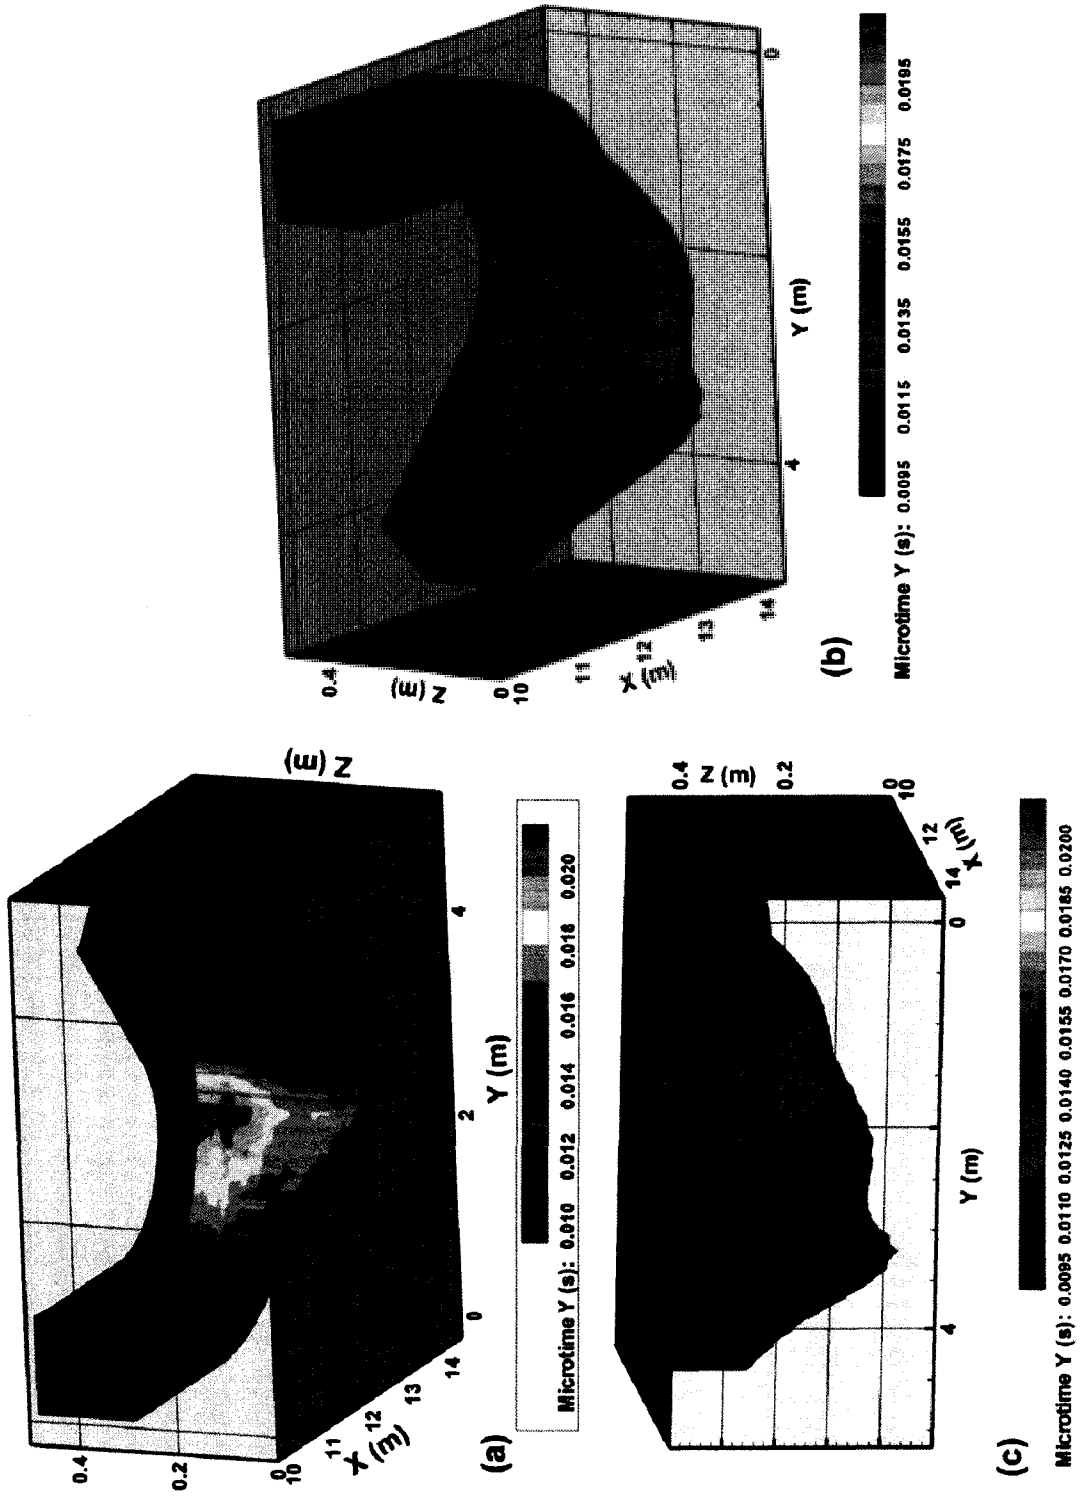 0.4
0.2
0
10
11
12
13
14
X (m)
0
2
4
Y (m)
Z (m)
Microtime Y (s): 0.010 0.012 0.014 0.016 0.018 0.020
(a)
0.4
Z (m)
0
10
11
12
13
14
X (m)
4
0
Y (m)
Microtime Y (s): 0.0095 0.0115 0.0135 0.0155 0.0175 0.0195
(b)
0.4
Z (m)
0.2
0
10
12
14
X (m)
4
0
Y (m)
Microtime Y (s): 0.0095 0.0110 0.0125 0.0140 0.0155 0.0170 0.0185 0.0200
(c)